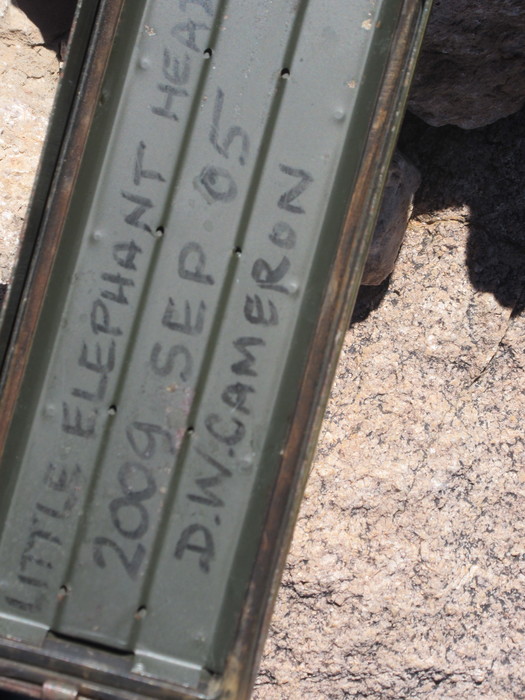 LITTLE ELEPHANT HEAD
2009 SEP. 05
D.W.CAMERON